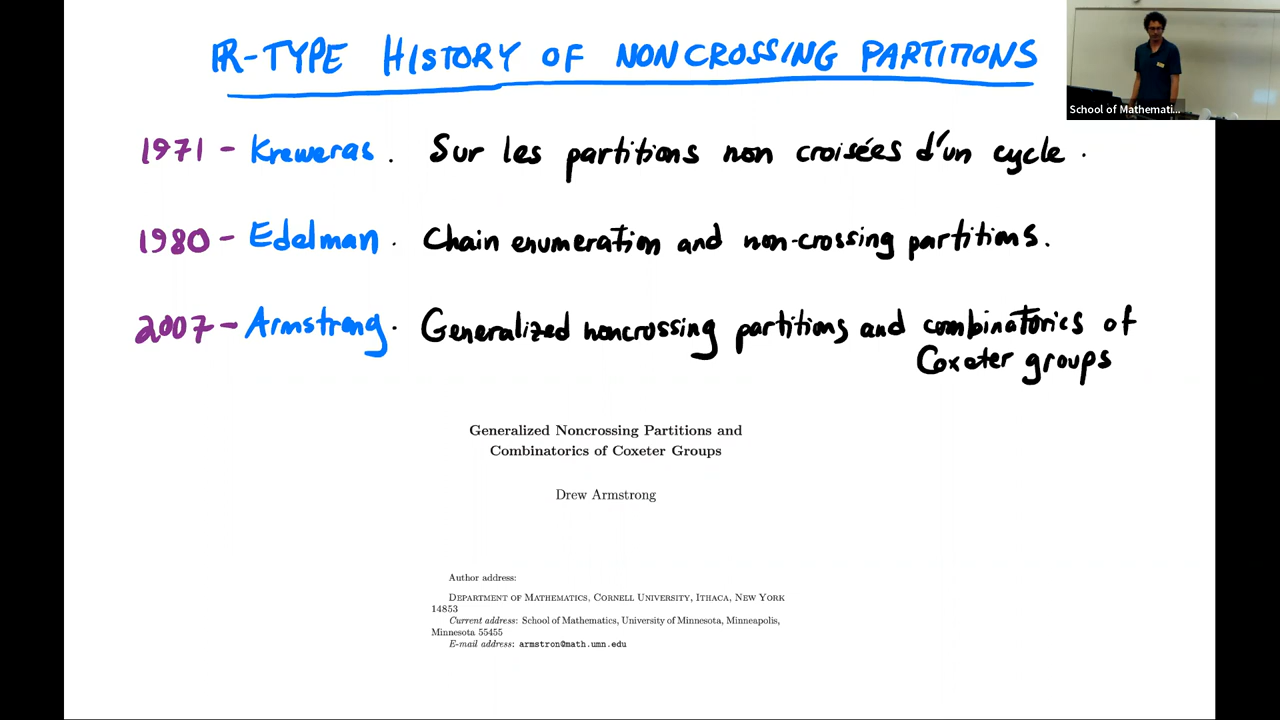 R-TYPE HISTORY OF NONCROSSING PARTITIONS
School of Mathemati...
1971 - Kreweras. Sur les partitions non croisées d'un cycle.
1980 - Edelman. Chain enumeration and non-crossing partitions.
2007 - Armstrong. Generalized noncrossing partitions and combinatorics of
Coxeter groups
Generalized Noncrossing Partitions and
Combinatorics of Coxeter Groups
Drew Armstrong
Author address:
Department of Mathematics, Cornell University, Ithaca, New York
14853
Current address: School of Mathematics, University of Minnesota, Minneapolis,
Minnesota 55455
E-mail address: armstron@math.umn.edu